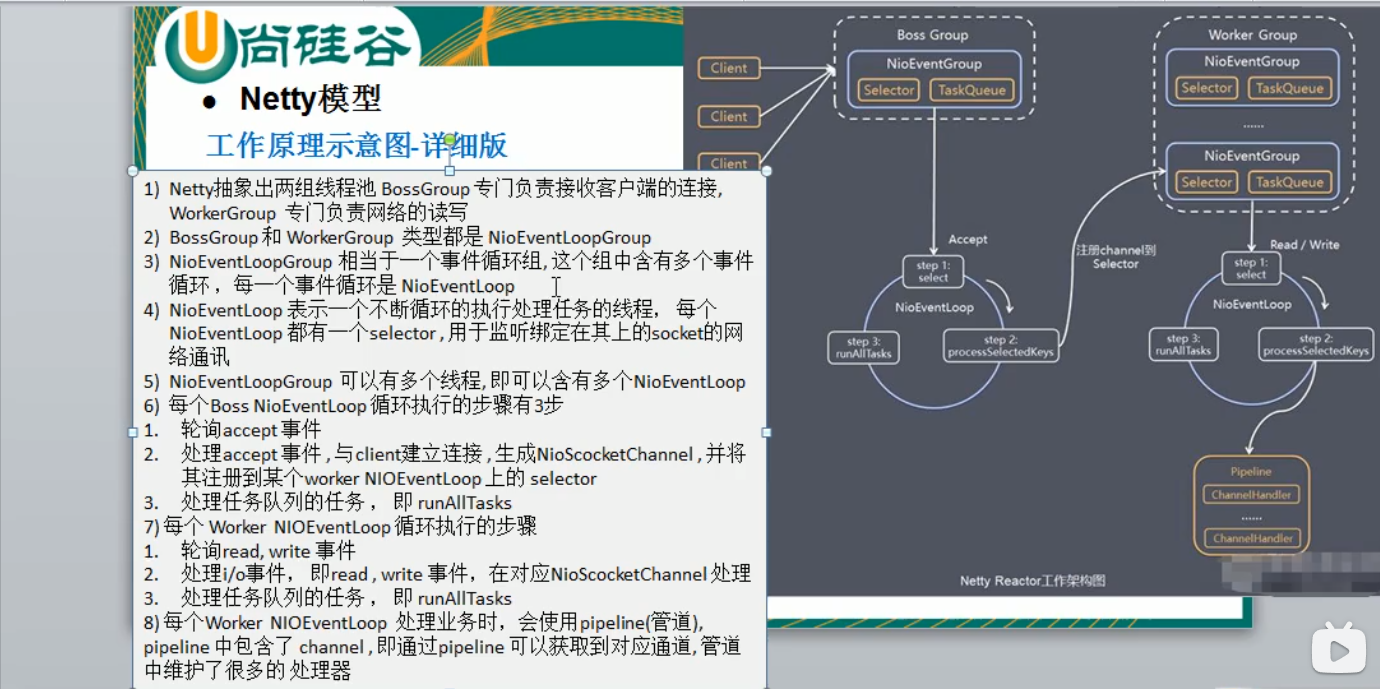 尚硅谷
● Netty模型
工作原理示意图-详细版
1) Netty抽象出两组线程池 BossGroup 专门负责接收客户端的连接,
WorkerGroup 专门负责网络的读写
2) BossGroup 和 WorkerGroup 类型都是 NioEventLoopGroup
3) NioEventLoopGroup 相当于一个事件循环组, 这个组中含有多个事件
循环 ，每一个事件循环是 NioEventLoop
4) NioEventLoop 表示一个不断循环的执行处理任务的线程， 每个
NioEventLoop 都有一个selector , 用于监听绑定在其上的socket的网
络通讯
5) NioEventLoopGroup 可以有多个线程, 即可以含有多个NioEventLoop
6) 每个Boss NioEventLoop 循环执行的步骤有3步
1. 轮询accept 事件
2. 处理accept 事件 , 与client建立连接 , 生成NioScocketChannel , 并将
其注册到某个worker NIOEventLoop 上的 selector
3. 处理任务队列的任务 ， 即 runAllTasks
7) 每个 Worker NIOEventLoop 循环执行的步骤
1. 轮询read, write 事件
2. 处理i/o事件， 即read , write 事件，在对应NioScocketChannel 处理
3. 处理任务队列的任务 ， 即 runAllTasks
8) 每个Worker NIOEventLoop 处理业务时，会使用pipeline(管道),
pipeline 中包含了 channel , 即通过pipeline 可以获取到对应通道, 管道
中维护了很多的 处理器
Client
Client
Client
Boss Group
NioEventGroup
Selector TaskQueue
Worker Group
NioEventGroup
Selector TaskQueue
......
NioEventGroup
Selector TaskQueue
Accept
step 1:
select
NioEventLoop
step 2:
processSelectedKeys
step 3:
runAllTasks
注册channel到
Selector
Read / Write
step 1:
select
NioEventLoop
step 2:
processSelectedKeys
step 3:
runAllTasks
Pipeline
ChannelHandler
......
ChannelHandler
Netty Reactor工作架构图